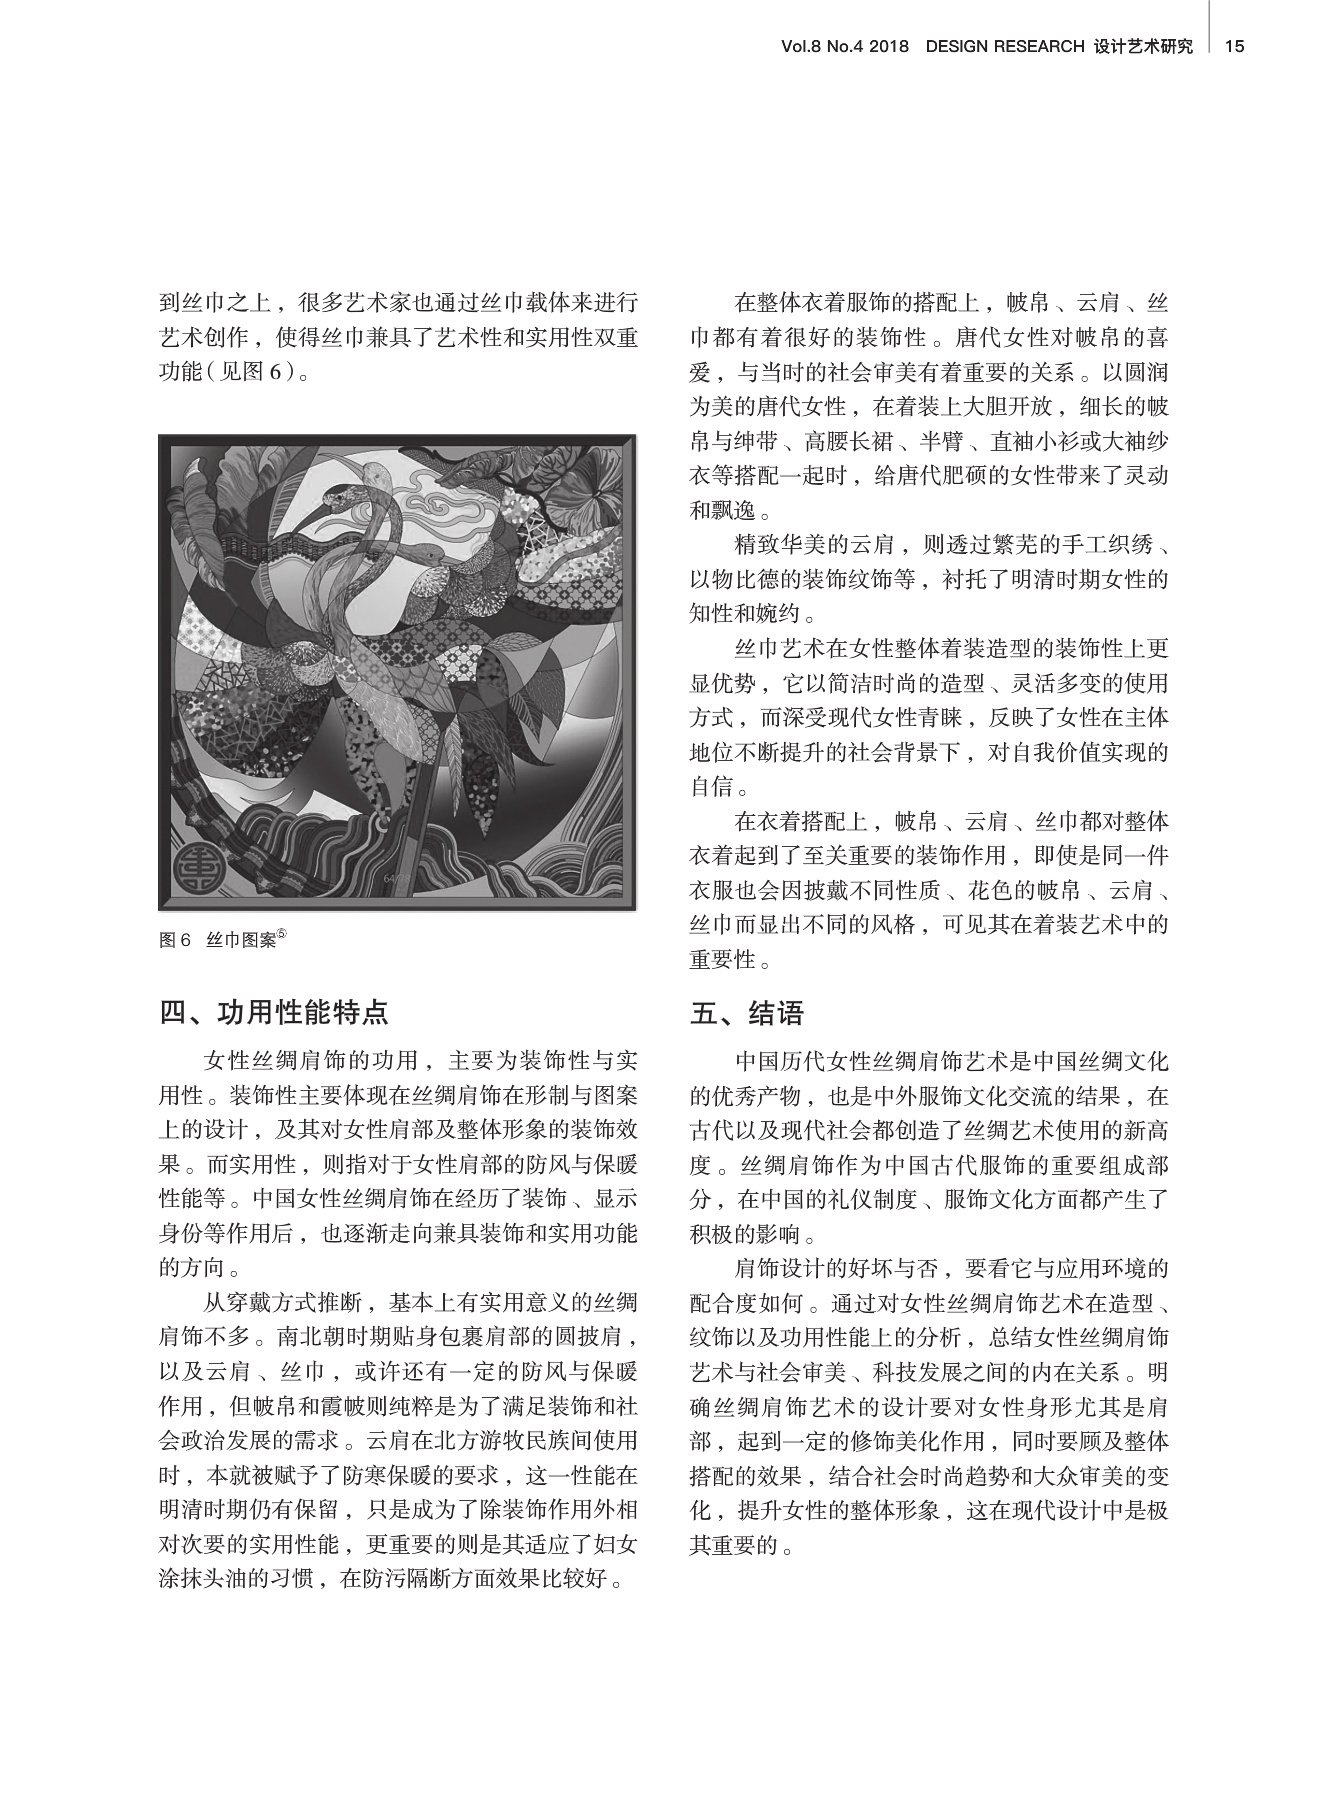 Vol.8 No.4 2018 DESIGN RESEARCH 设计艺术研究 15
到丝巾之上，很多艺术家也通过丝巾载体来进行
艺术创作，使得丝巾兼具了艺术性和实用性双重
功能（见图 6）。
64/
图 6 丝巾图案⑤
四、功用性能特点
女性丝绸肩饰的功用，主要为装饰性与实
用性。装饰性主要体现在丝绸肩饰在形制与图案
上的设计，及其对女性肩部及整体形象的装饰效
果。而实用性，则指对于女性肩部的防风与保暖
性能等。中国女性丝绸肩饰在经历了装饰、显示
身份等作用后，也逐渐走向兼具装饰和实用功能
的方向。
从穿戴方式推断，基本上有实用意义的丝绸
肩饰不多。南北朝时期贴身包裹肩部的圆披肩，
以及云肩、丝巾，或许还有一定的防风与保暖
作用，但帔帛和霞帔则纯粹是为了满足装饰和社
会政治发展的需求。云肩在北方游牧民族间使用
时，本就被赋予了防寒保暖的要求，这一性能在
明清时期仍有保留，只是成为了除装饰作用外相
对次要的实用性能，更重要的则是其适应了妇女
涂抹头油的习惯，在防污隔断方面效果比较好。
在整体衣着服饰的搭配上，帔帛、云肩、丝
巾都有着很好的装饰性。唐代女性对帔帛的喜
爱，与当时的社会审美有着重要的关系。以圆润
为美的唐代女性，在着装上大胆开放，细长的帔
帛与绅带、高腰长裙、半臂、直袖小衫或大袖纱
衣等搭配一起时，给唐代肥硕的女性带来了灵动
和飘逸。
精致华美的云肩，则透过繁芜的手工织绣、
以物比德的装饰纹饰等，衬托了明清时期女性的
知性和婉约。
丝巾艺术在女性整体着装造型的装饰性上更
显优势，它以简洁时尚的造型、灵活多变的使用
方式，而深受现代女性青睐，反映了女性在主体
地位不断提升的社会背景下，对自我价值实现的
自信。
在衣着搭配上，帔帛、云肩、丝巾都对整体
衣着起到了至关重要的装饰作用，即使是同一件
衣服也会因披戴不同性质、花色的帔帛、云肩、
丝巾而显出不同的风格，可见其在着装艺术中的
重要性。
五、结语
中国历代女性丝绸肩饰艺术是中国丝绸文化
的优秀产物，也是中外服饰文化交流的结果，在
古代以及现代社会都创造了丝绸艺术使用的新高
度。丝绸肩饰作为中国古代服饰的重要组成部
分，在中国的礼仪制度、服饰文化方面都产生了
积极的影响。
肩饰设计的好坏与否，要看它与应用环境的
配合度如何。通过对女性丝绸肩饰艺术在造型、
纹饰以及功用性能上的分析，总结女性丝绸肩饰
艺术与社会审美、科技发展之间的内在关系。明
确丝绸肩饰艺术的设计要对女性身形尤其是肩
部，起到一定的修饰美化作用，同时要顾及整体
搭配的效果，结合社会时尚趋势和大众审美的变
化，提升女性的整体形象，这在现代设计中是极
其重要的。